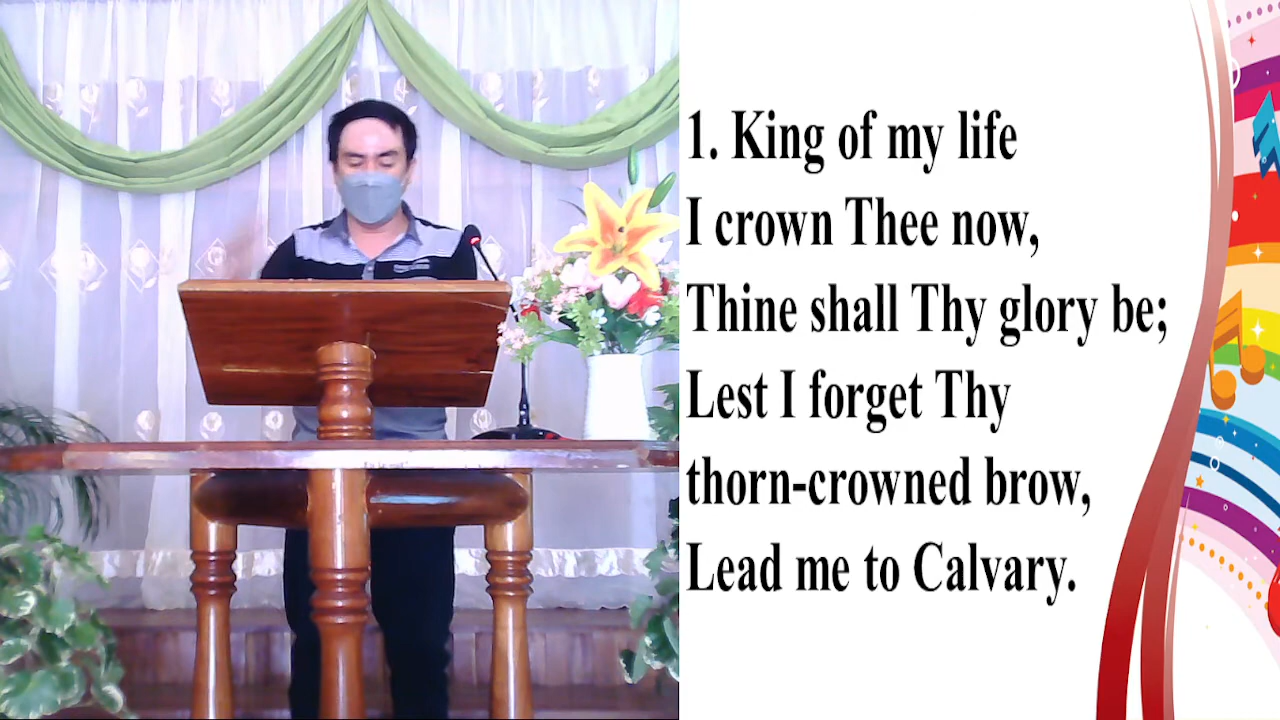 1. King of my life
I crown Thee now,
Thine shall Thy glory be;
Lest I forget Thy
thorn-crowned brow,
Lead me to Calvary.